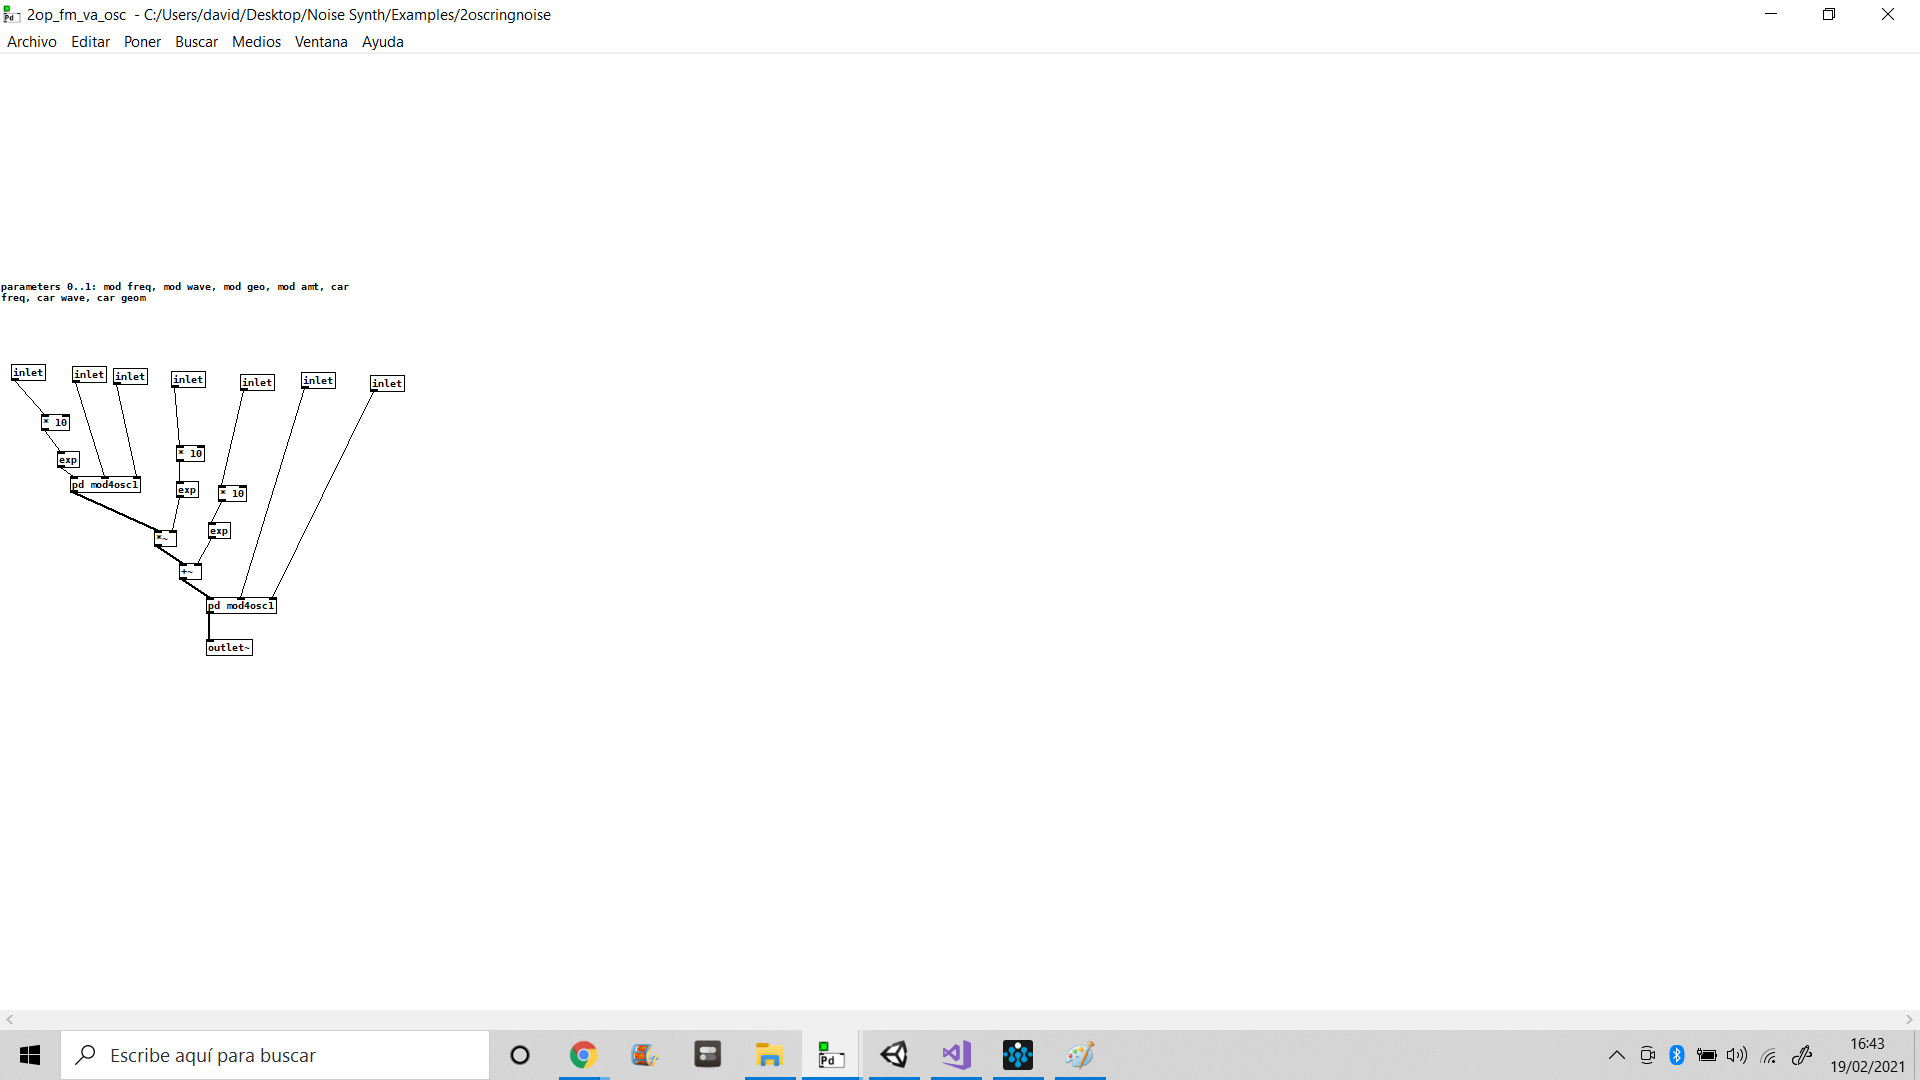 2op_fm_va_osc - C:/Users/david/Desktop/Noise Synth/Examples/2oscringnoise
Archivo Editar Poner Buscar Medios Ventana Ayuda
parameters 0..1: mod freq, mod wave, mod geo, mod amt, car
freq, car wave, car geom
inlet inlet inlet inlet inlet inlet inlet
* 10
* 10
exp
pd mod4osc1
exp
* 10
exp
*~
+~
pd mod4osc1
outlet~
Escribe aquí para buscar
Pd
16:43
19/02/2021